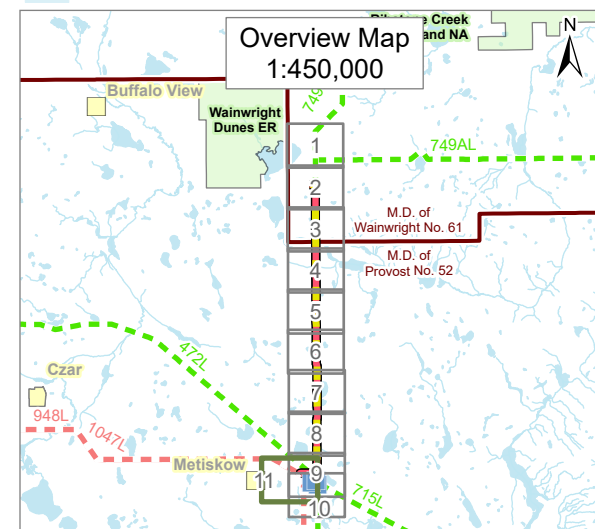 Overview Map
1:450,000
N
Creek
and NA
Buffalo View
Wainwright
Dunes ER
749AL
1
2
3
M.D. of
Wainwright No. 61
M.D. of
Provost No. 52
4
5
6
7
8
9
10
11
472L
Czar
948L
1047L
Metiskow
715L